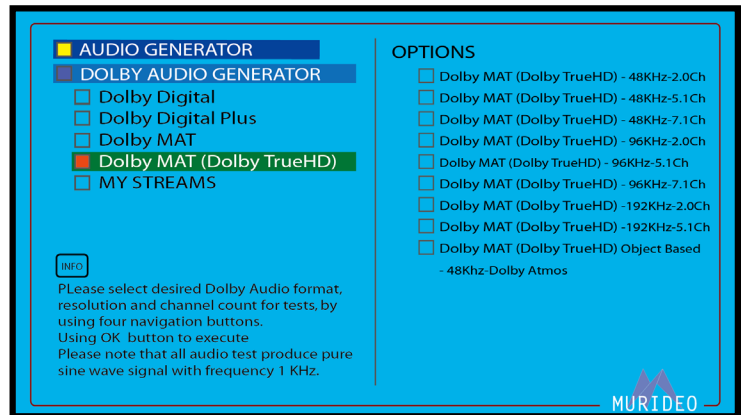 AUDIO GENERATOR
DOLBY AUDIO GENERATOR
Dolby Digital
Dolby Digital Plus
Dolby MAT
Dolby MAT (Dolby TrueHD)
MY STREAMS
INFO
PLease select desired Dolby Audio format,
resolution and channel count for tests, by
using four navigation buttons.
Using OK button to execute
Please note that all audio test produce pure
sine wave signal with frequency 1 KHz.
OPTIONS
Dolby MAT (Dolby TrueHD) - 48KHz-2.0Ch
Dolby MAT (Dolby TrueHD) - 48KHz-5.1Ch
Dolby MAT (Dolby TrueHD) - 48KHz-7.1Ch
Dolby MAT (Dolby TrueHD) - 96KHz-2.0Ch
Dolby MAT (Dolby TrueHD) - 96KHz-5.1Ch
Dolby MAT (Dolby TrueHD) - 96KHz-7.1Ch
Dolby MAT (Dolby TrueHD) -192KHz-2.0Ch
Dolby MAT (Dolby TrueHD) -192KHz-5.1Ch
Dolby MAT (Dolby TrueHD) Object Based
- 48Khz-Dolby Atmos
MURIDEO